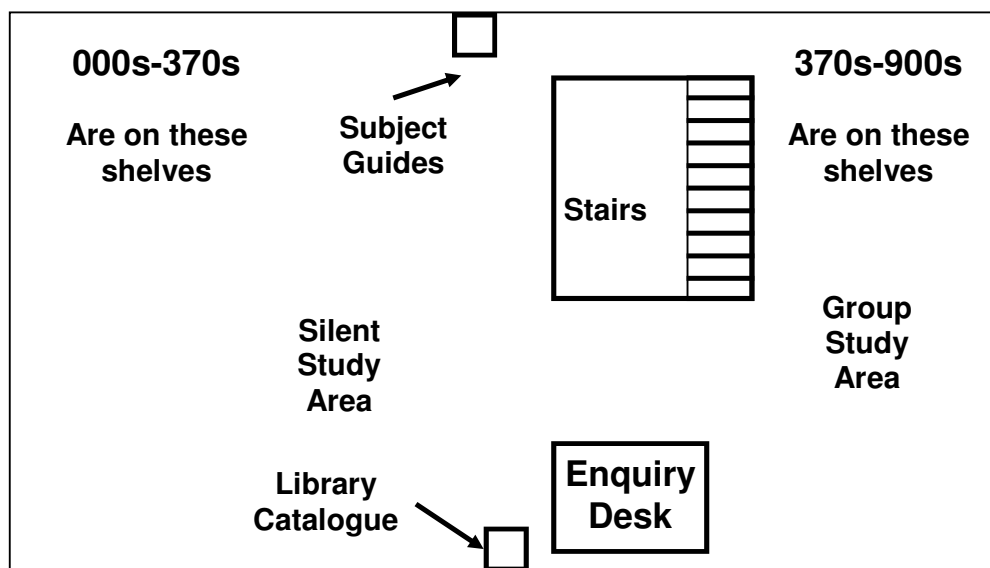 000s-370s
Are on these
shelves
Subject
Guides
Stairs
370s-900s
Are on these
shelves
Silent
Study
Area
Group
Study
Area
Library
Catalogue
Enquiry
Desk